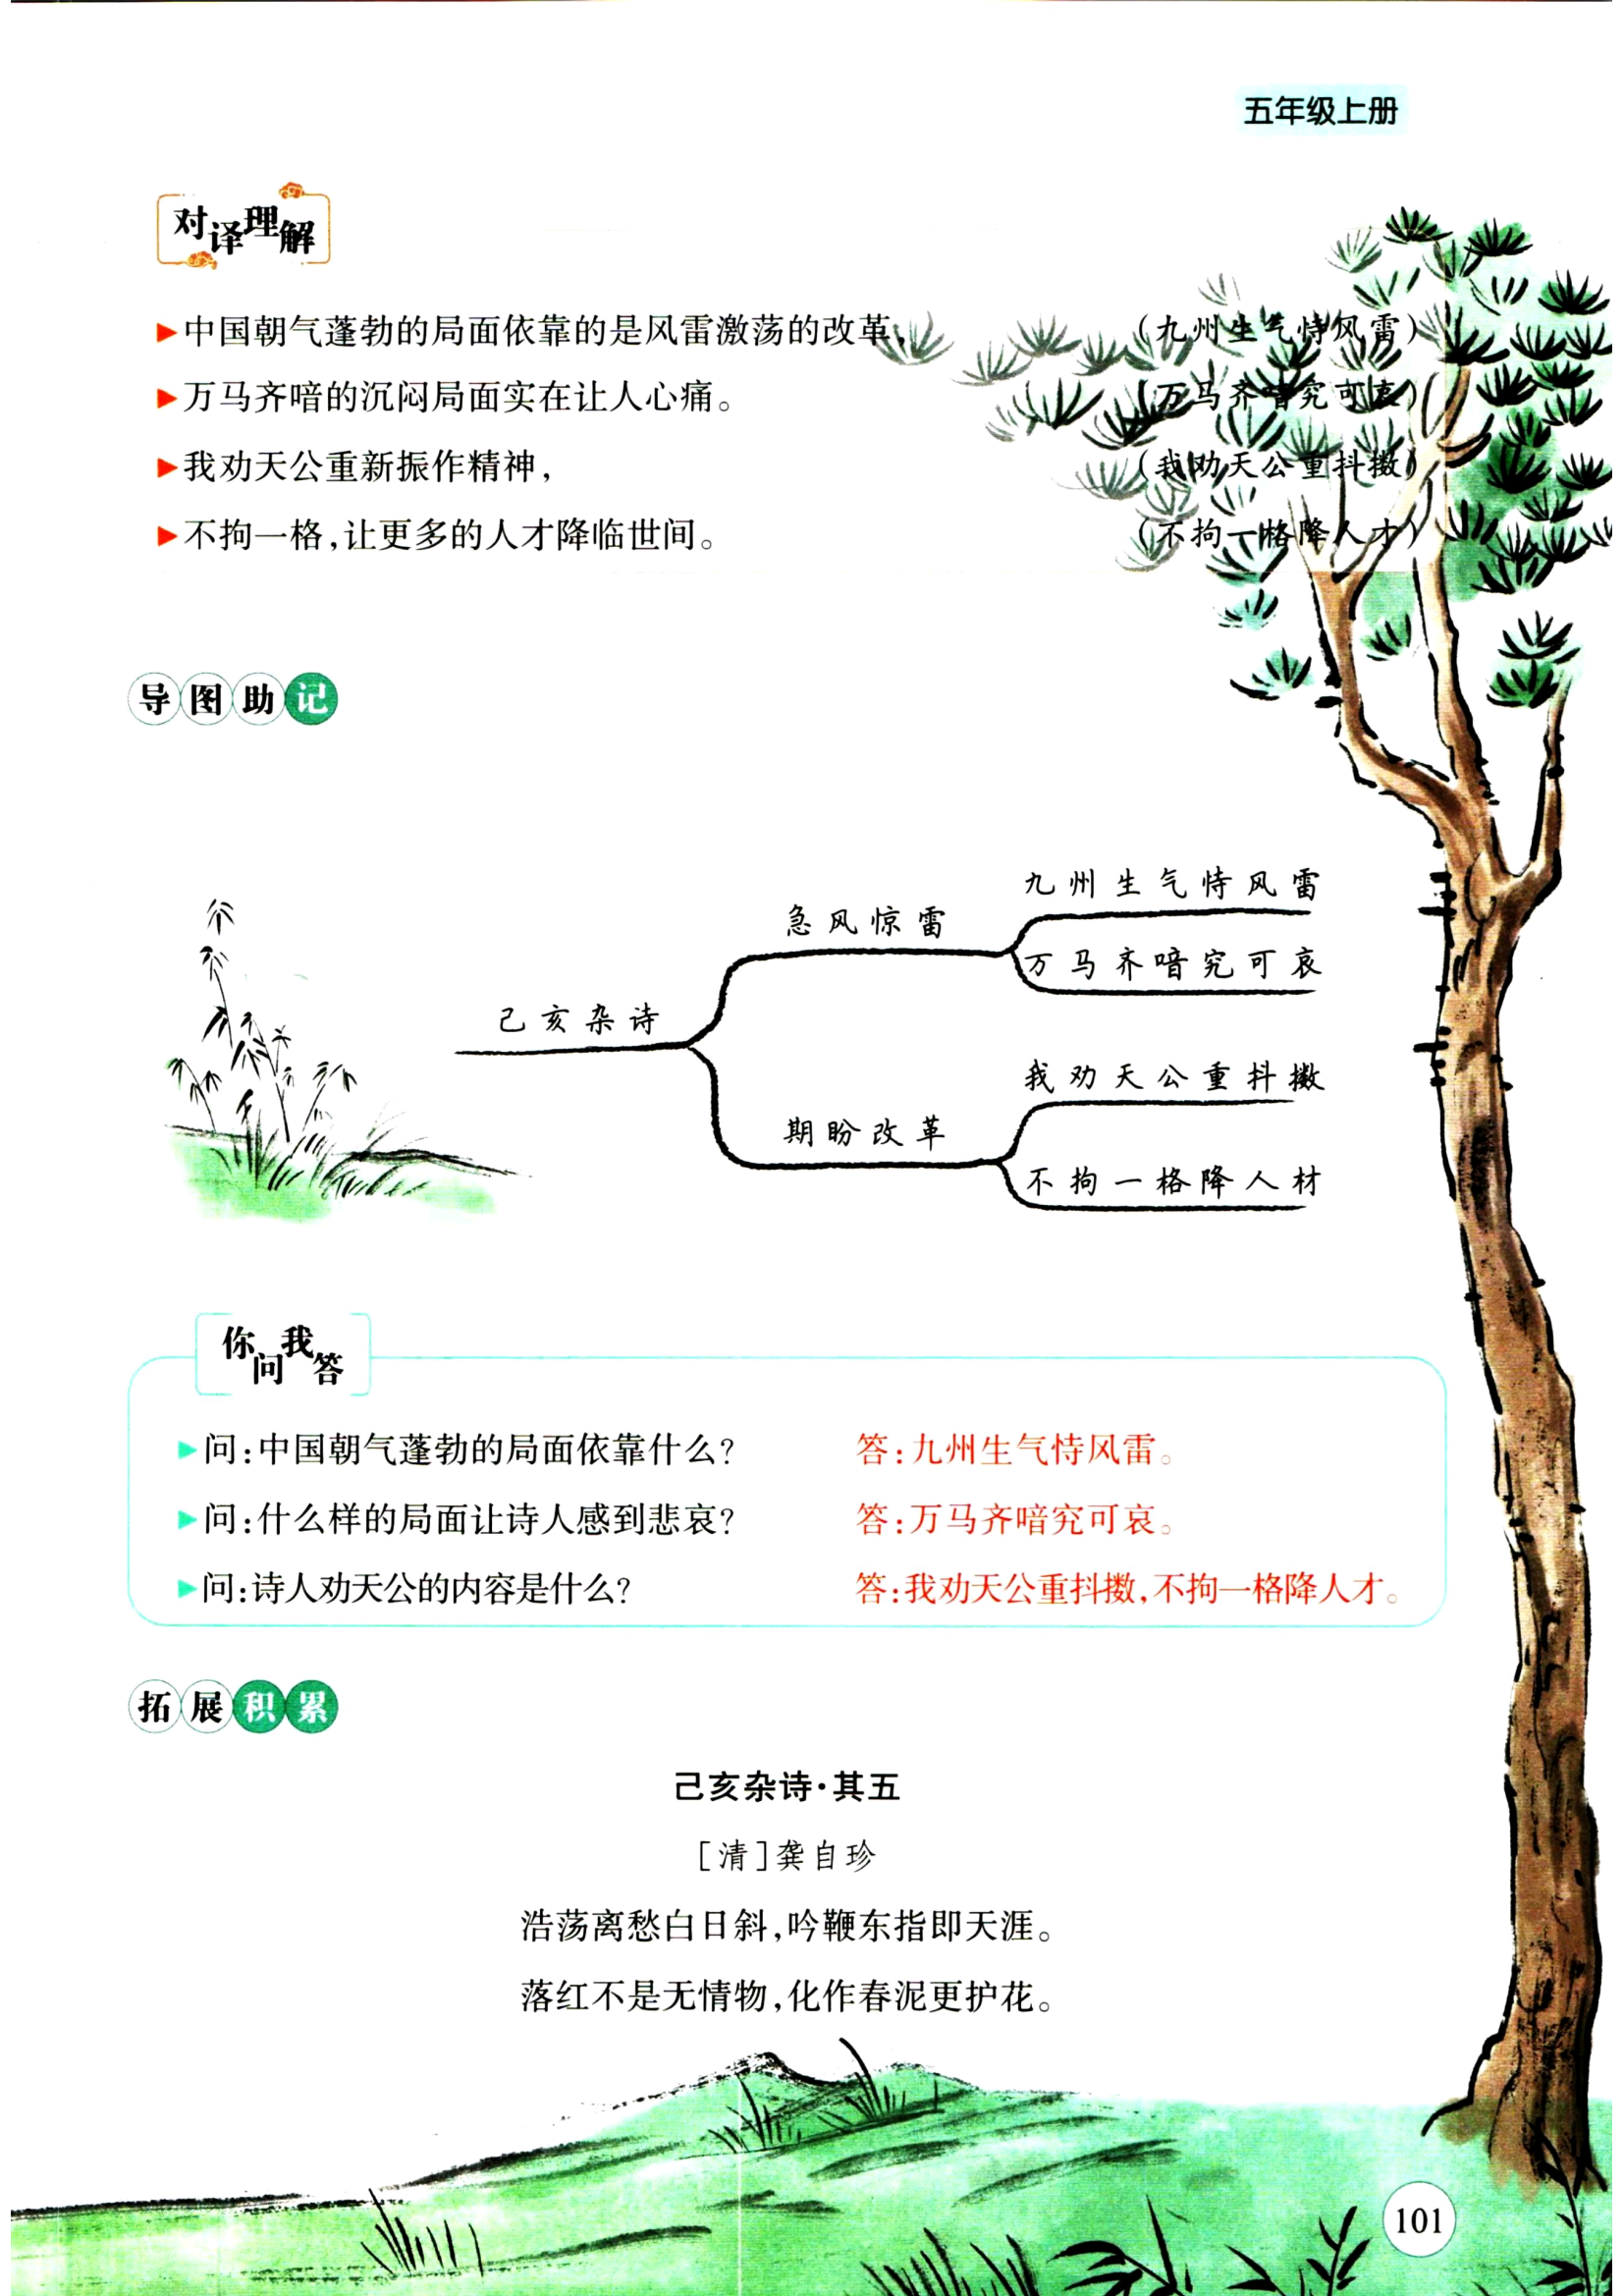 五年级上册
对译理解
中国朝气蓬勃的局面依靠的是风雷激荡的改革,（九州生气恃风雷）
万马齐喑的沉闷局面实在让人心痛。（万马齐喑究可哀）
我劝天公重新振作精神,（我劝天公重抖擞）
不拘一格,让更多的人才降临世间。（不拘一格降人才）
导图助记
己亥杂诗
急风惊雷
九州生气恃风雷
万马齐喑究可哀
期盼改革
我劝天公重抖擞
不拘一格降人材
你问我答
问:中国朝气蓬勃的局面依靠什么? 答:九州生气恃风雷。
问:什么样的局面让诗人感到悲哀? 答:万马齐喑究可哀。
问:诗人劝天公的内容是什么? 答:我劝天公重抖擞,不拘一格降人才。
拓展积累
己亥杂诗·其五
[清]龚自珍
浩荡离愁白日斜,吟鞭东指即天涯。
落红不是无情物,化作春泥更护花。
101